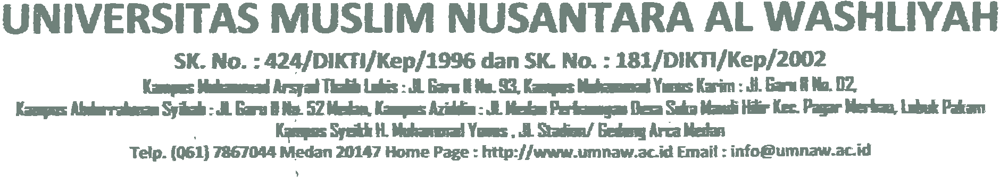 UNIVERSITAS MUSLIM NUSANTARA AL WASHLIYAH
SK. No. : 424/DIKTI/Kep/1996 dan SK. No. : 181/DIKTI/Kep/2002
Kampus Muhammad Arsyad Thalib Lubis : Jl. Garu II No. 93, Kampus Muhammad Yunus Karim : Jl. Garu II No. 02,
Kampus Abdurrahman Syihab : Jl. Garu II No. 52 Medan, Kampus Aziddin : Jl. Medan Perbaungan Desa Suka Mandi Hilir Kec. Pagar Merbau, Lubuk Pakam
Kampus Syeikh H. Muhammad Yunus , Jl. Stadion/ Gedung Arca Medan
Telp. (061) 7867044 Medan 20147 Home Page : http://www.umnaw.ac.id Email : info@umnaw.ac.id